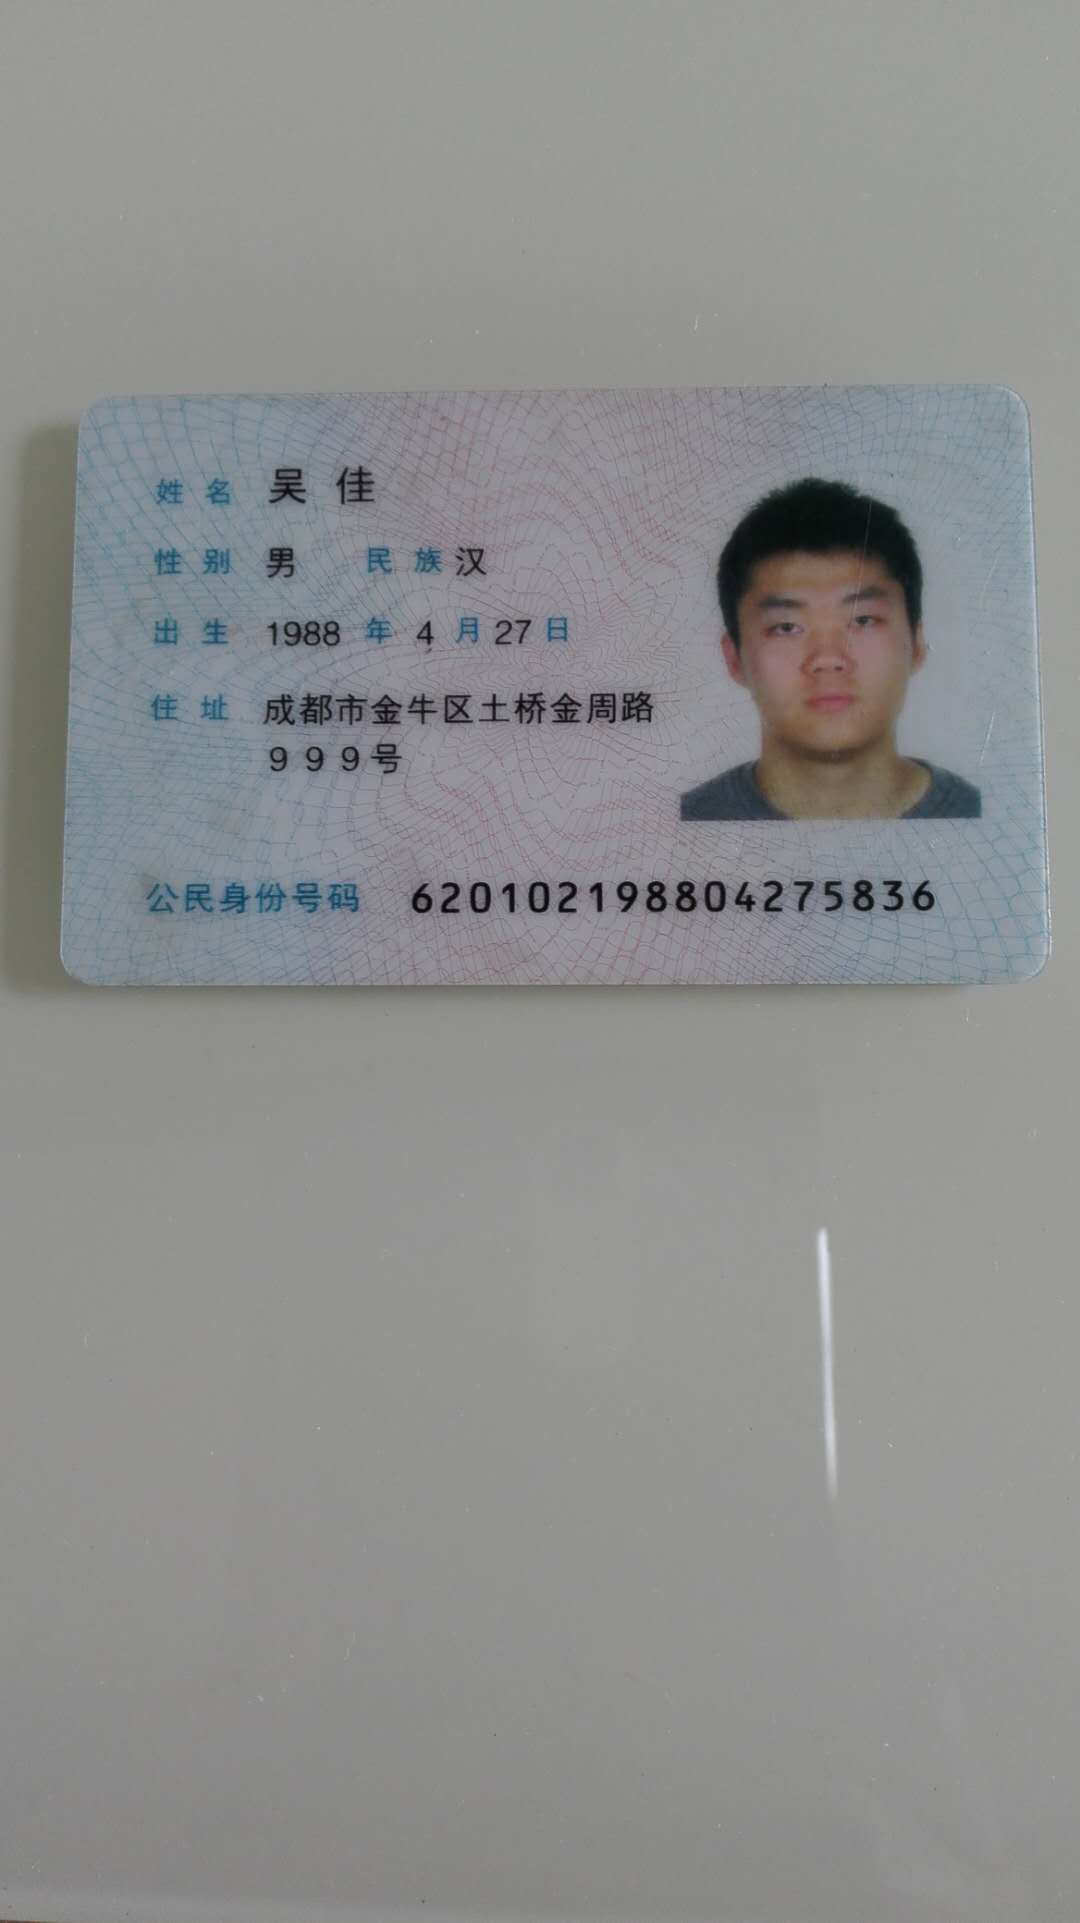 姓名 吴佳
性别 男 民族 汉
出生 1988 年 4 月 27 日
住址 成都市金牛区土桥金周路
999号
公民身份号码 620102198804275836